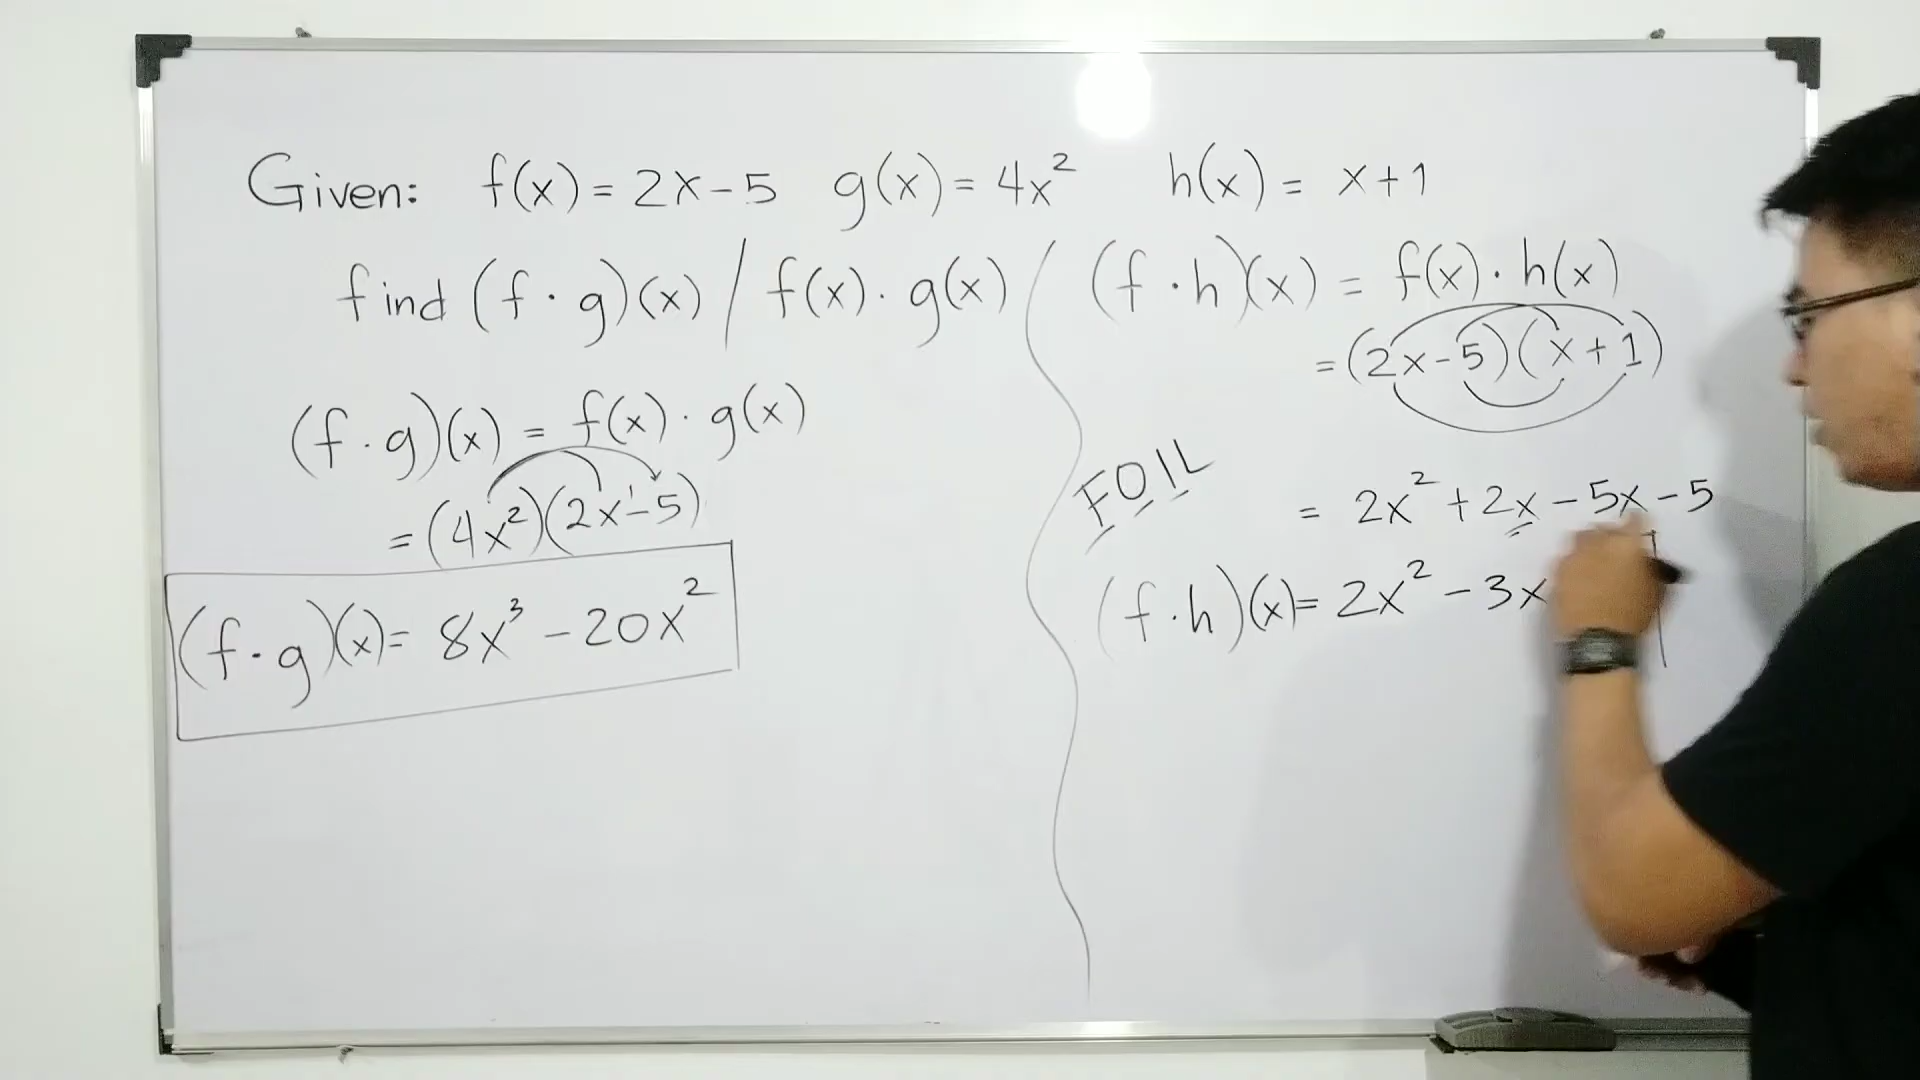 Given: f(x) = 2x-5 g(x) = 4x² h(x) = x+1
find (f·g)(x) / f(x)·g(x)
(f·g)(x) = f(x)·g(x)
= (4x²)(2x¹-5)
(f·g)(x) = 8x³ - 20x²
(f·h)(x) = f(x)·h(x)
= (2x-5)(x+1)
FOIL
= 2x² + 2x - 5x - 5
(f·h)(x) = 2x² - 3x